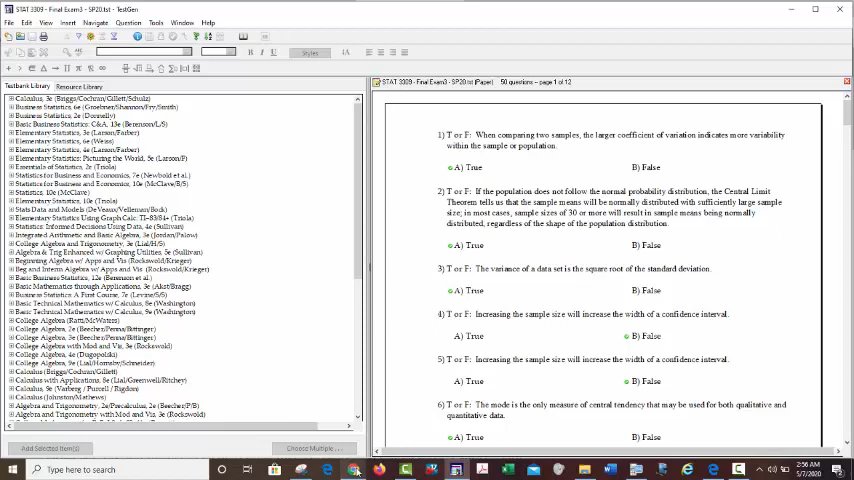 STAT 3309 - Final Exam3 - SP20.tst - TestGen
File Edit View Insert Navigate Question Tools Window Help
Styles
Testbank Library Resource Library
STAT 3309 - Final Exam3 - SP20.tst (Paper) 50 questions -- page 1 of 12
Calculus, 3e (Briggs/Cochran/Gillett/Schulz)
Business Statistics, 6e (Groebner/Shannon/Fry/Smith)
Business Statistics, 2e (Donnelly)
Basic Business Statistics: C&A, 13e (Berenson/L/S)
Elementary Statistics, 3e (Larson/Farber)
Elementary Statistics, 6e (Weiss)
Elementary Statistics, 4e (Larson/Farber)
Elementary Statistics: Picturing the World, 5e (Larson/F)
Essentials of Statistics, 2e (Triola)
Statistics for Business and Economics, 7e (Newbold et al.)
Statistics for Business and Economics, 10e (McClave/B/S)
Statistics, 10e (McClave)
Elementary Statistics, 10e (Triola)
Stats Data and Models (DeVeaux/Velleman/Bock)
Elementary Statistics Using Graph Calc: TI-83/84+ (Triola)
Statistics: Informed Decisions Using Data, 4e (Sullivan)
Integrated Arithmetic and Basic Algebra, 3e (Jordan/Palow)
College Algebra and Trigonometry, 3e (Lial/H/S)
Algebra & Trig Enhanced w/ Graphing Utilities, 5e (Sullivan)
Beginning Algebra w/ Apps and Vis (Rockswold/Krieger)
Beg and Interm Algebra w/ Apps and Vis (Rockswold/Krieger)
Basic Business Statistics, 12e (Berenson et al.)
Basic Mathematics through Applications, 3e (Akst/Bragg)
Business Statistics: A First Course, 7e (Levine/S/S)
Basic Technical Mathematics w/ Calculus, 8e (Washington)
Basic Technical Mathematics w/ Calculus, 9e (Washington)
College Algebra (Ratti/McWaters)
College Algebra, 2e (Beecher/Penna/Bittinger)
College Algebra, 3e (Beecher/Penna/Bittinger)
College Algebra with Mod and Vis, 3e (Rockswold)
College Algebra, 4e (Dugopolski)
College Algebra, 9e (Lial/Hornsby/Schneider)
Calculus (Briggs/Cochran/Gillett)
Calculus with Applications, 8e (Lial/Greenwell/Ritchey)
Calculus, 9e (Varberg / Purcell / Rigdon)
Calculus (Johnston/Mathews)
Algebra and Trigonometry, 2e/Precalculus, 2e (Beecher/P/B)
Algebra and Trigonometry with Mod and Vis, 3e (Rockswold)
Add Selected Item(s) Choose Multiple ...
1) T or F: When comparing two samples, the larger coefficient of variation indicates more variability
within the sample or population.
A) True B) False
2) T or F: If the population does not follow the normal probability distribution, the Central Limit
Theorem tells us that the sample means will be normally distributed with sufficiently large sample
size; in most cases, sample sizes of 30 or more will result in sample means being normally
distributed, regardless of the shape of the population distribution.
A) True B) False
3) T or F: The variance of a data set is the square root of the standard deviation.
A) True B) False
4) T or F: Increasing the sample size will increase the width of a confidence interval.
A) True B) False
5) T or F: Increasing the sample size will increase the width of a confidence interval.
A) True B) False
6) T or F: The mode is the only measure of central tendency that may be used for both qualitative and
quantitative data.
A) True B) False
Type here to search
2:56 AM
5/7/2020